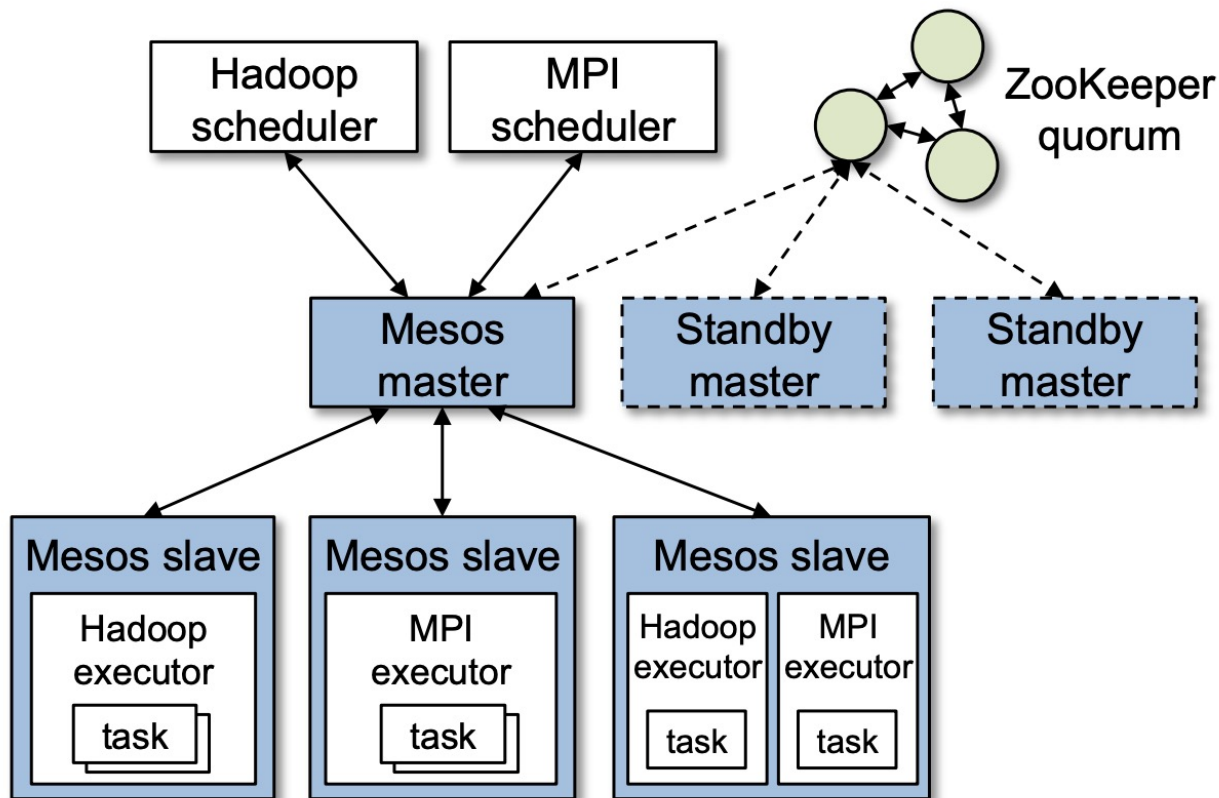 Hadoop
scheduler
MPI
scheduler
ZooKeeper
quorum
Mesos
master
Standby
master
Standby
master
Mesos slave
Hadoop
executor
task
Mesos slave
MPI
executor
task
Mesos slave
Hadoop
executor
task
MPI
executor
task